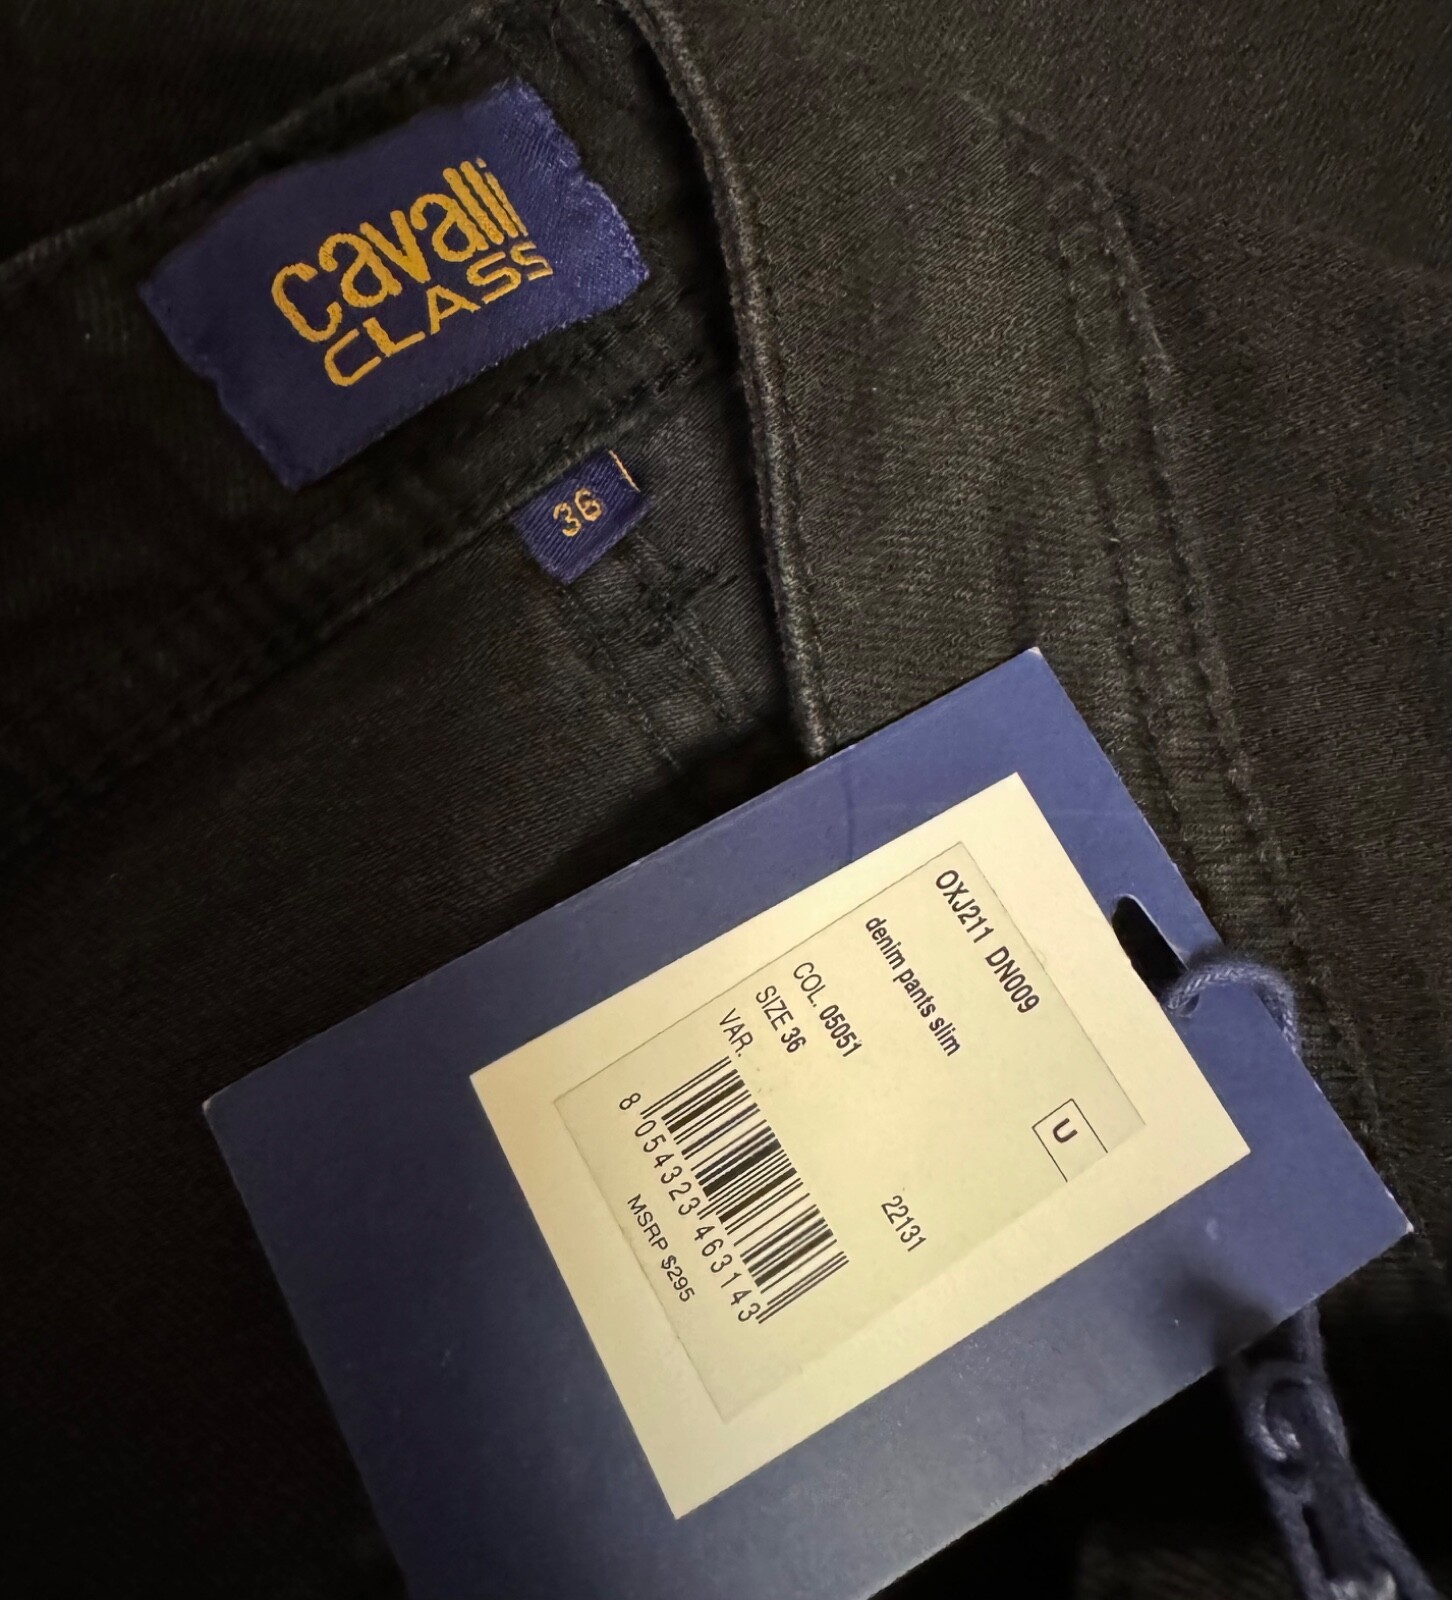 cavalli
CLASS
36
OXJ211 DN009
denim pants slim
COL. 05051
SIZE 36
VAR.
U
22131
8 054323 463143
MSRP $295